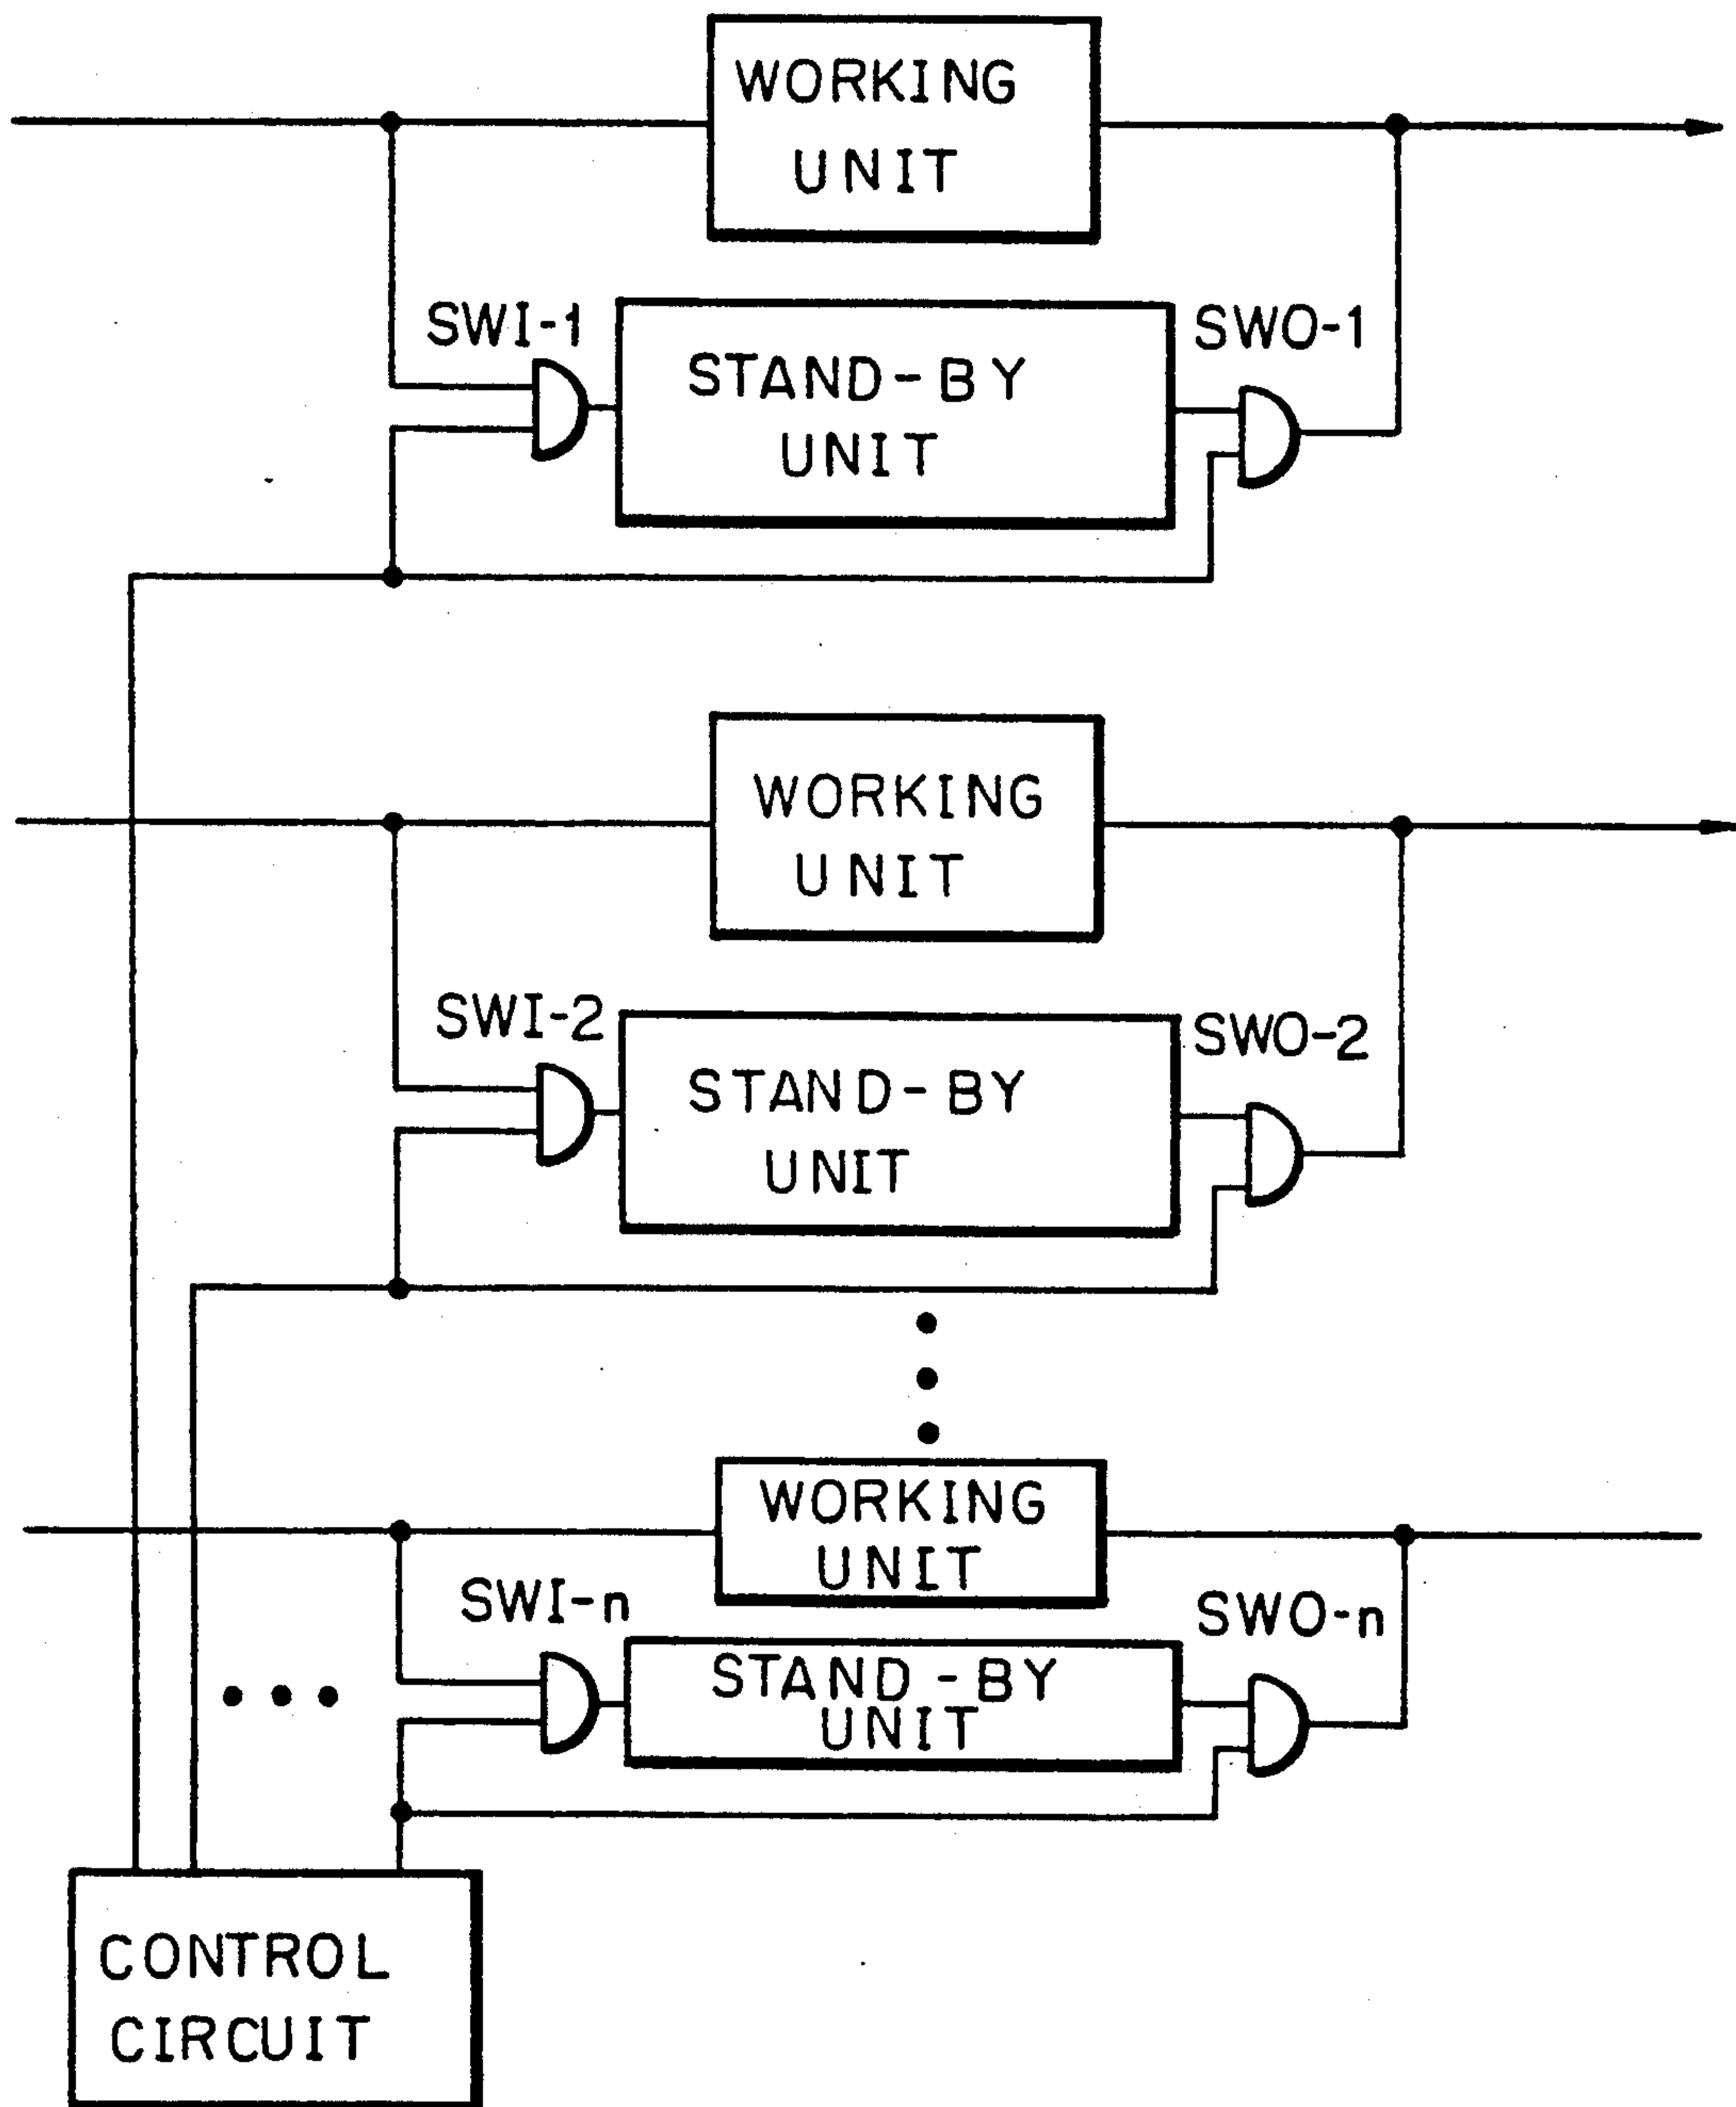 WORKING
UNIT
SWI-1
STAND-BY
UNIT
SWO-1
WORKING
UNIT
SWI-2
STAND-BY
UNIT
SWO-2
WORKING
UNIT
SWI-n
STAND-BY
UNIT
SWO-n
CONTROL
CIRCUIT